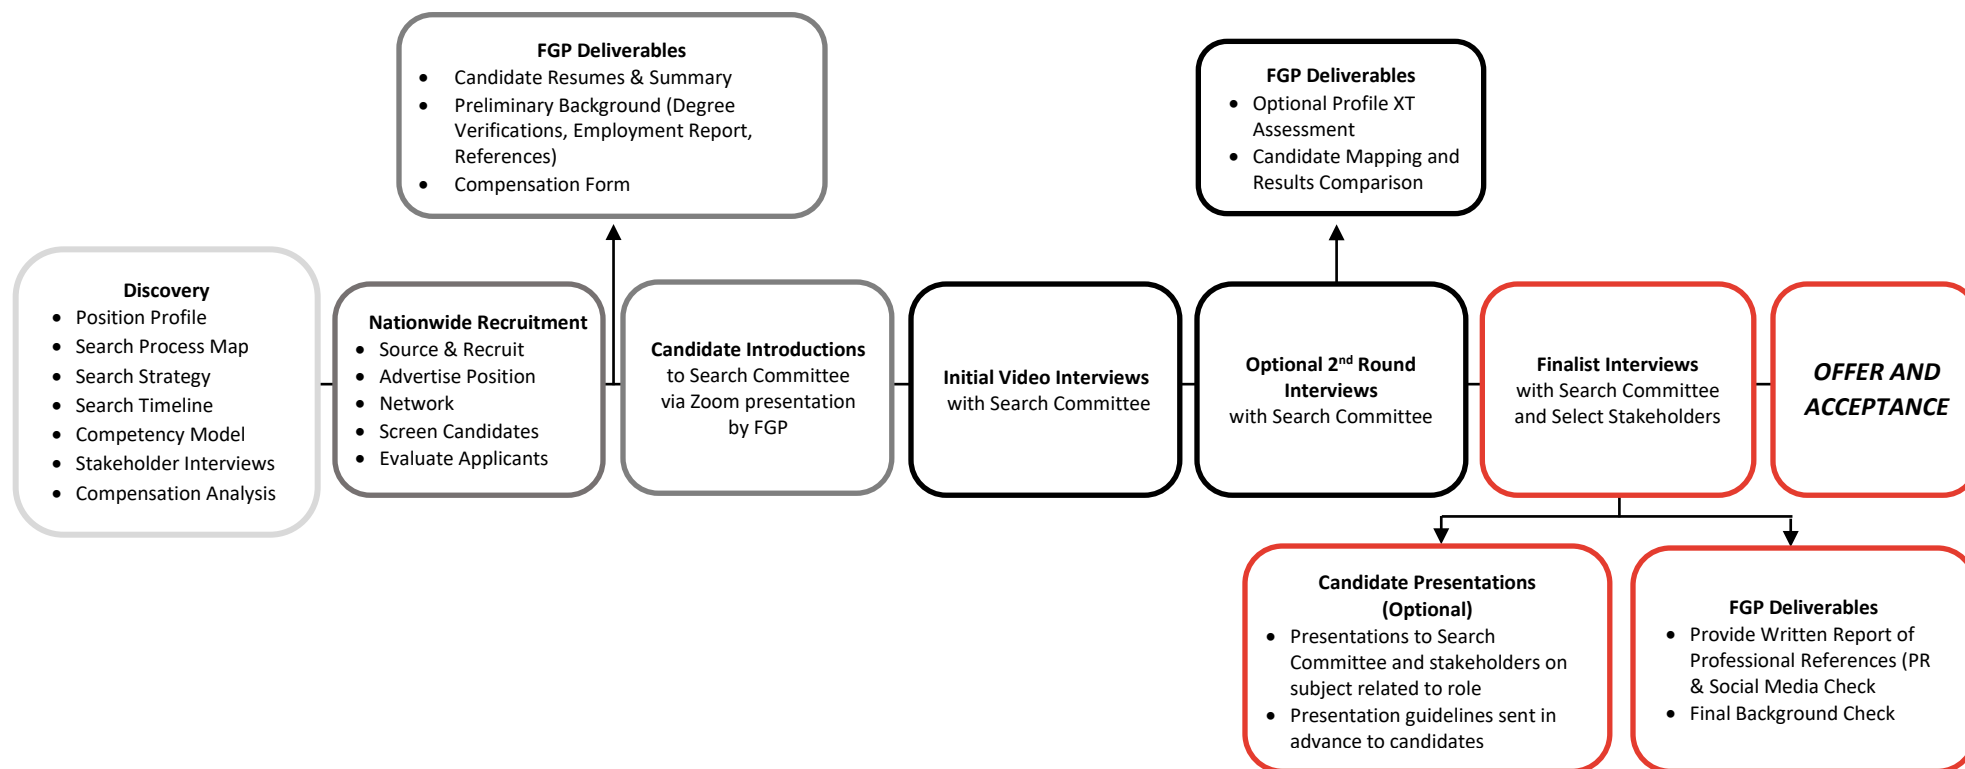 FGP Deliverables
• Candidate Resumes & Summary
• Preliminary Background (Degree
Verifications, Employment Report,
References)
• Compensation Form
FGP Deliverables
• Optional Profile XT
Assessment
• Candidate Mapping and
Results Comparison
Discovery
• Position Profile
• Search Process Map
• Search Strategy
• Search Timeline
• Competency Model
• Stakeholder Interviews
• Compensation Analysis
Nationwide Recruitment
• Source & Recruit
• Advertise Position
• Network
• Screen Candidates
• Evaluate Applicants
Candidate Introductions
to Search Committee
via Zoom presentation
by FGP
Initial Video Interviews
with Search Committee
Optional 2nd Round
Interviews
with Search Committee
Finalist Interviews
with Search Committee
and Select Stakeholders
OFFER AND
ACCEPTANCE
Candidate Presentations
(Optional)
• Presentations to Search
Committee and stakeholders on
subject related to role
• Presentation guidelines sent in
advance to candidates
FGP Deliverables
• Provide Written Report of
Professional References (PR
& Social Media Check
• Final Background Check